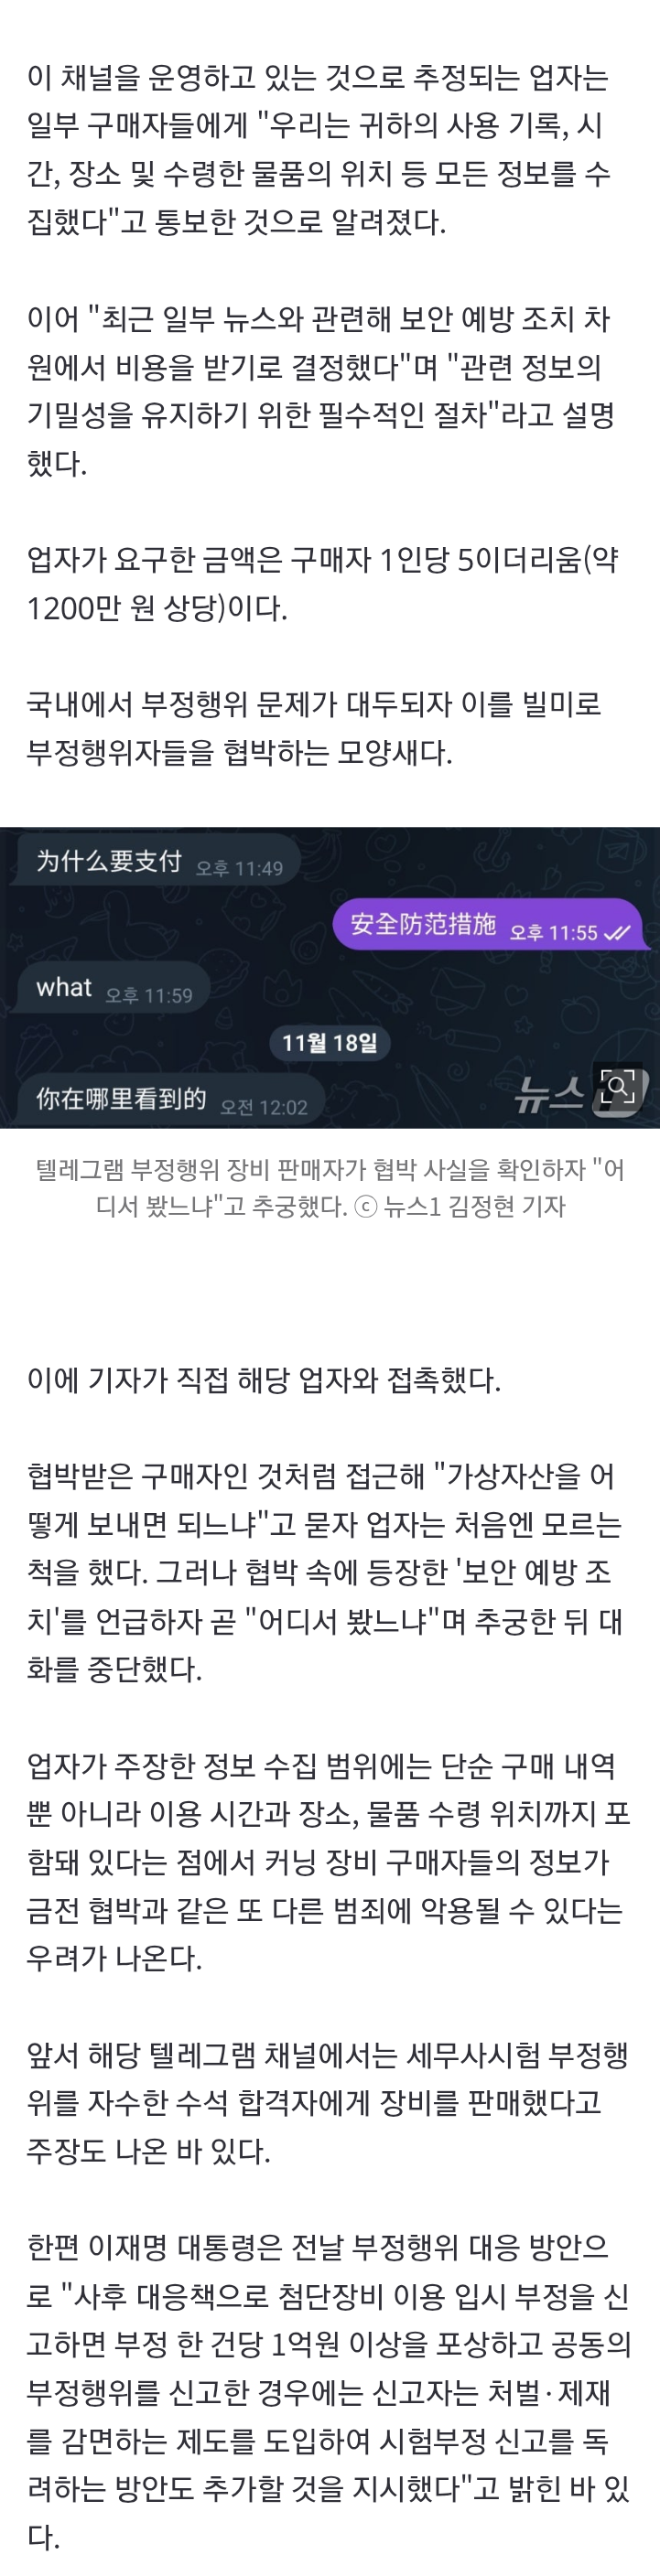 이 채널을 운영하고 있는 것으로 추정되는 업자는
일부 구매자들에게 "우리는 귀하의 사용 기록, 시
간, 장소 및 수령한 물품의 위치 등 모든 정보를 수
집했다"고 통보한 것으로 알려졌다.
이어 "최근 일부 뉴스와 관련해 보안 예방 조치 차
원에서 비용을 받기로 결정했다"며 "관련 정보의
기밀성을 유지하기 위한 필수적인 절차"라고 설명
했다.
업자가 요구한 금액은 구매자 1인당 5이더리움(약
1200만 원 상당)이다.
국내에서 부정행위 문제가 대두되자 이를 빌미로
부정행위자들을 협박하는 모양새다.
为什么要支付 오후 11:49
安全防范措施 오후 11:55
what 오후 11:59
11월 18일
你在哪里看到的 오전 12:02
뉴스
텔레그램 부정행위 장비 판매자가 협박 사실을 확인하자 "어
디서 봤느냐"고 추궁했다. ⓒ 뉴스1 김정현 기자
이에 기자가 직접 해당 업자와 접촉했다.
협박받은 구매자인 것처럼 접근해 "가상자산을 어
떻게 보내면 되느냐"고 묻자 업자는 처음엔 모르는
척을 했다. 그러나 협박 속에 등장한 '보안 예방 조
치'를 언급하자 곧 "어디서 봤느냐"며 추궁한 뒤 대
화를 중단했다.
업자가 주장한 정보 수집 범위에는 단순 구매 내역
뿐 아니라 이용 시간과 장소, 물품 수령 위치까지 포
함돼 있다는 점에서 커닝 장비 구매자들의 정보가
금전 협박과 같은 또 다른 범죄에 악용될 수 있다는
우려가 나온다.
앞서 해당 텔레그램 채널에서는 세무사시험 부정행
위를 자수한 수석 합격자에게 장비를 판매했다고
주장도 나온 바 있다.
한편 이재명 대통령은 전날 부정행위 대응 방안으
로 "사후 대응책으로 첨단장비 이용 입시 부정을 신
고하면 부정 한 건당 1억원 이상을 포상하고 공동의
부정행위를 신고한 경우에는 신고자는 처벌·제재
를 감면하는 제도를 도입하여 시험부정 신고를 독
려하는 방안도 추가할 것을 지시했다"고 밝힌 바 있
다.